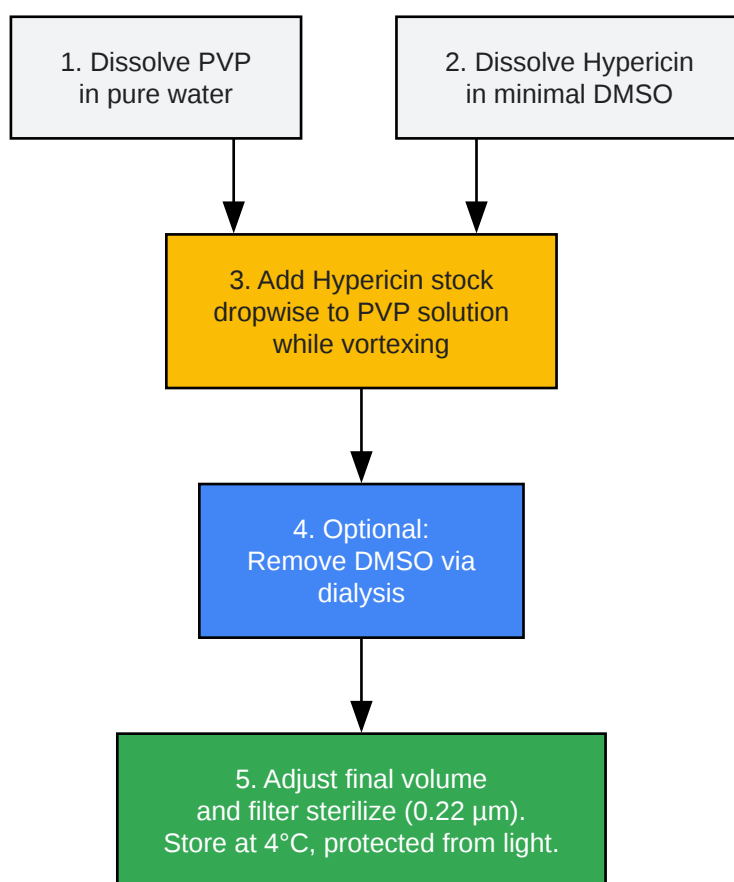 1. Dissolve PVP
in pure water
2. Dissolve Hypericin
in minimal DMSO
3. Add Hypericin stock
dropwise to PVP solution
while vortexing
4. Optional:
Remove DMSO via
dialysis
5. Adjust final volume
and filter sterilize (0.22 µm).
Store at 4°C, protected from light.